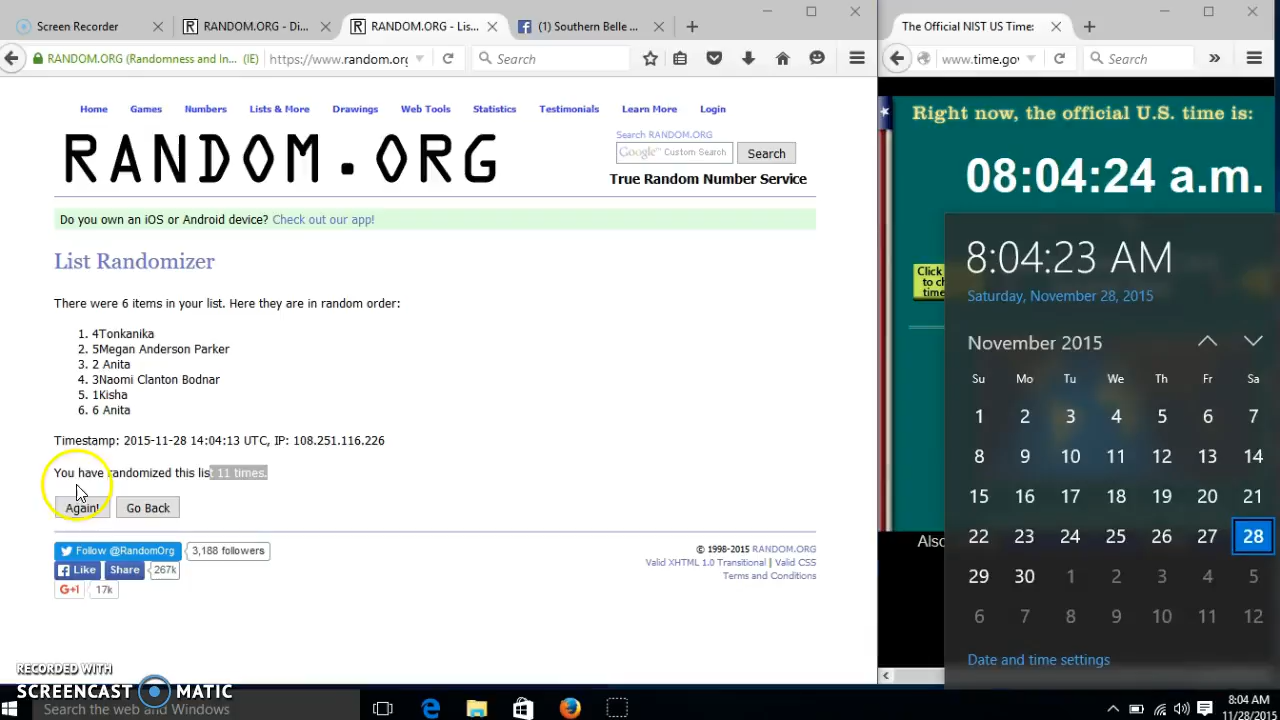 Screen Recorder
RANDOM.ORG - Di...
RANDOM.ORG - Lis...
(1) Southern Belle ...
The Official NIST US Time:
RANDOM.ORG (Randomness and In... (IE)
https://www.random.org
Search
www.time.gov
Search
Home Games Numbers Lists & More Drawings Web Tools Statistics Testimonials Learn More Login
RANDOM.ORG
Search RANDOM.ORG
Google™ Custom Search
Search
True Random Number Service
Do you own an iOS or Android device? Check out our app!
List Randomizer
There were 6 items in your list. Here they are in random order:
1. 4Tonkanika
2. 5Megan Anderson Parker
3. 2 Anita
4. 3Naomi Clanton Bodnar
5. 1Kisha
6. 6 Anita
Timestamp: 2015-11-28 14:04:13 UTC, IP: 108.251.116.226
You have randomized this list 11 times.
Again! Go Back
Follow @RandomOrg 3,188 followers
Like Share 267k
G+1 17k
© 1998-2015 RANDOM.ORG
Valid XHTML 1.0 Transitional | Valid CSS
Terms and Conditions
Right now, the official U.S. time is:
08:04:24 a.m.
Click
to ch
time
Also
8:04:23 AM
Saturday, November 28, 2015
November 2015
Su Mo Tu We Th Fr Sa
1 2 3 4 5 6 7
8 9 10 11 12 13 14
15 16 17 18 19 20 21
22 23 24 25 26 27 28
29 30 1 2 3 4 5
6 7 8 9 10 11 12
Date and time settings
RECORDED WITH
SCREENCAST MATIC
Search the web and Windows
8:04 AM
11/28/2015